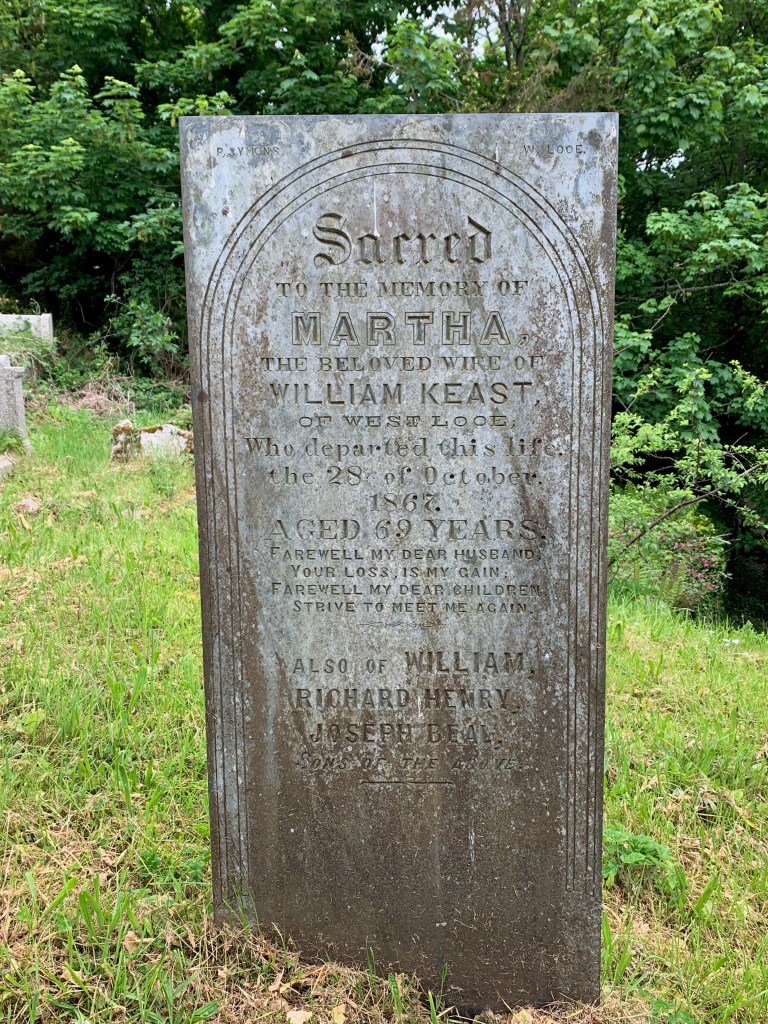 R. SYMONS. W. LOOE.
Sacred
TO THE MEMORY OF
MARTHA,
THE BELOVED WIFE OF
WILLIAM KEAST,
OF WEST LOOE,
Who departed this life,
the 28th of October,
1867.
AGED 69 YEARS.
FAREWELL MY DEAR HUSBAND,
YOUR LOSS, IS MY GAIN,
FAREWELL MY DEAR CHILDREN
STRIVE TO MEET ME AGAIN.
ALSO OF WILLIAM,
RICHARD HENRY,
JOSEPH BEAL,
SONS OF THE ABOVE.